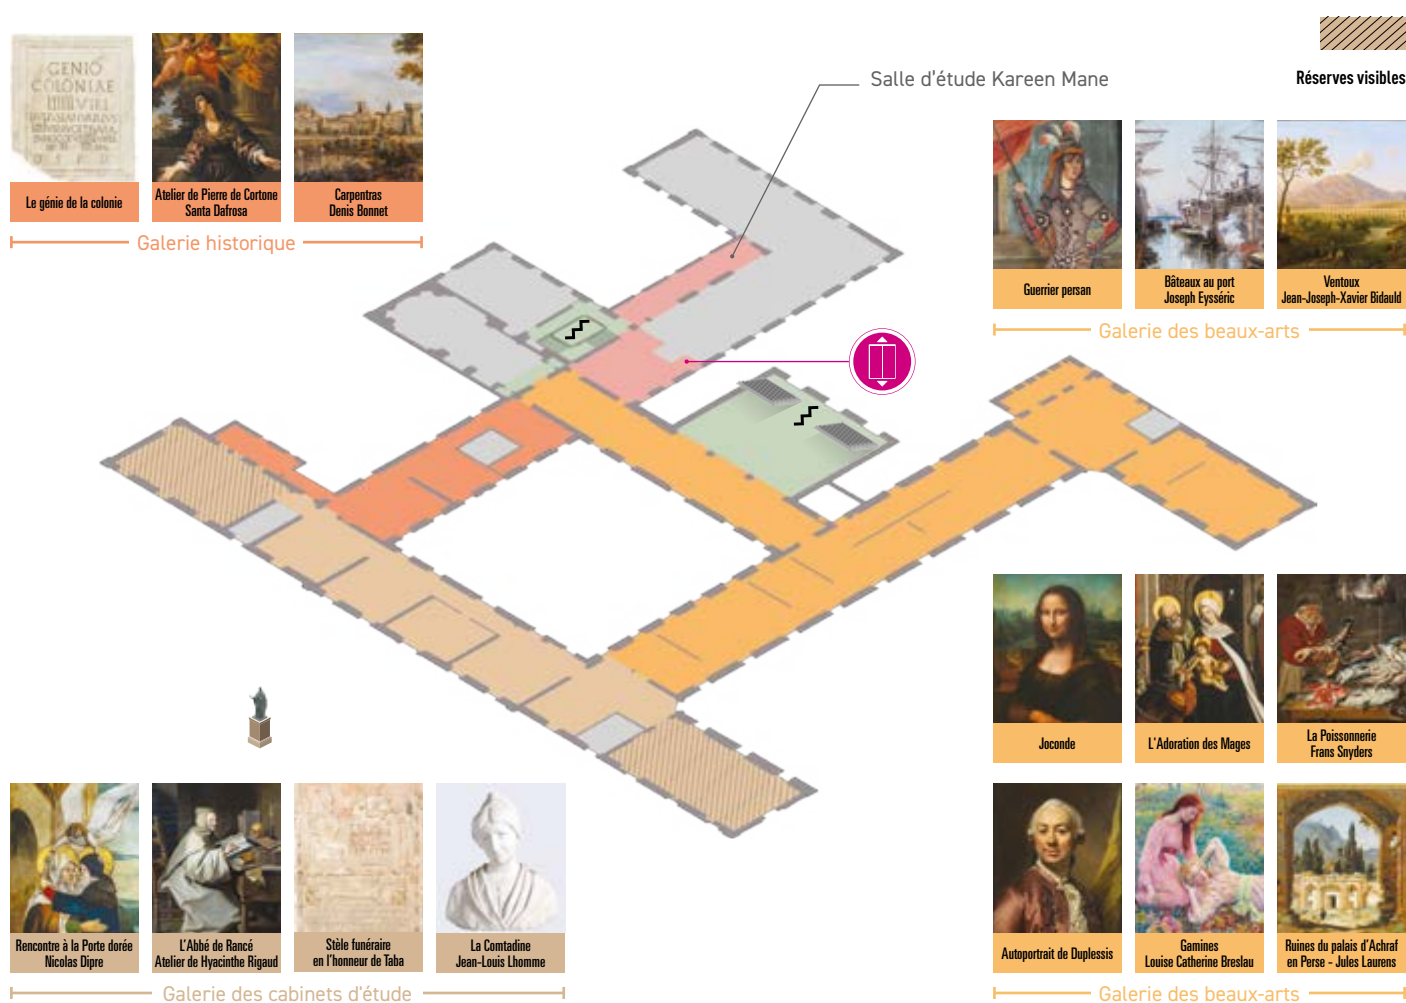 GENIO
COLONIAE
Le génie de la colonie
Atelier de Pierre de Cortone
Santa Dafrosa
Carpentras
Denis Bonnet
Galerie historique
Salle d'étude Kareen Mane
Réserves visibles
Guerrier persan
Bâteaux au port
Joseph Eysséric
Ventoux
Jean-Joseph-Xavier Bidauld
Galerie des beaux-arts
Joconde
L'Adoration des Mages
La Poissonnerie
Frans Snyders
Rencontre à la Porte dorée
Nicolas Dipre
L'Abbé de Rancé
Atelier de Hyacinthe Rigaud
Stèle funéraire
en l'honneur de Taba
La Comtadine
Jean-Louis Lhomme
Galerie des cabinets d'étude
Autoportrait de Duplessis
Gamines
Louise Catherine Breslau
Ruines du palais d'Achraf
en Perse - Jules Laurens
Galerie des beaux-arts